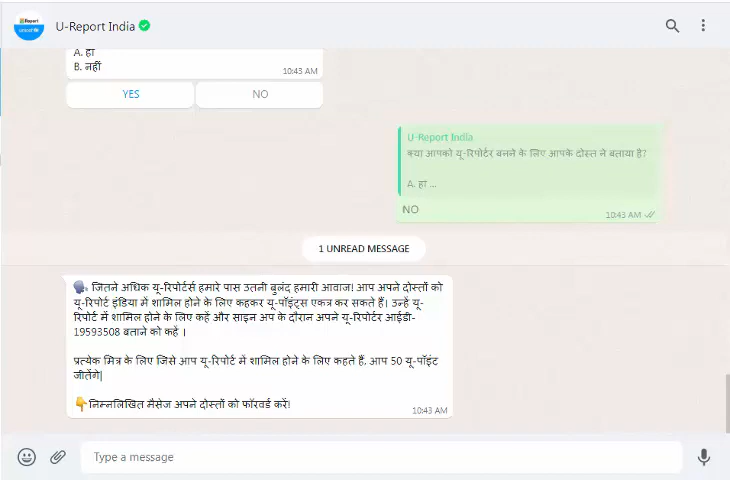 U-Report India
A. हां
B. नहीं
10:43 AM
YES
NO
U-Report India
क्या आपको यू-रिपोर्टर बनने के लिए आपके दोस्त ने बताया है?
A. हां ...
NO
10:43 AM
1 UNREAD MESSAGE
जितने अधिक यू-रिपोर्टर्स हमारे पास उतनी बुलंद हमारी आवाज! आप अपने दोस्तों को
यू-रिपोर्ट इंडिया में शामिल होने के लिए कहकर यू-पॉइंट्स एकत्र कर सकते हैं। उन्हें यू-
रिपोर्ट में शामिल होने के लिए कहें और साइन अप के दौरान अपने यू-रिपोर्टर आईडी-
19593508 बताने को कहें ।
प्रत्येक मित्र के लिए जिसे आप यू-रिपोर्ट में शामिल होने के लिए कहते हैं, आप 50 यू-पॉइंट
जीतेंगे|
निम्नलिखित मैसेज अपने दोस्तों को फॉरवर्ड करें!
10:43 AM
Type a message